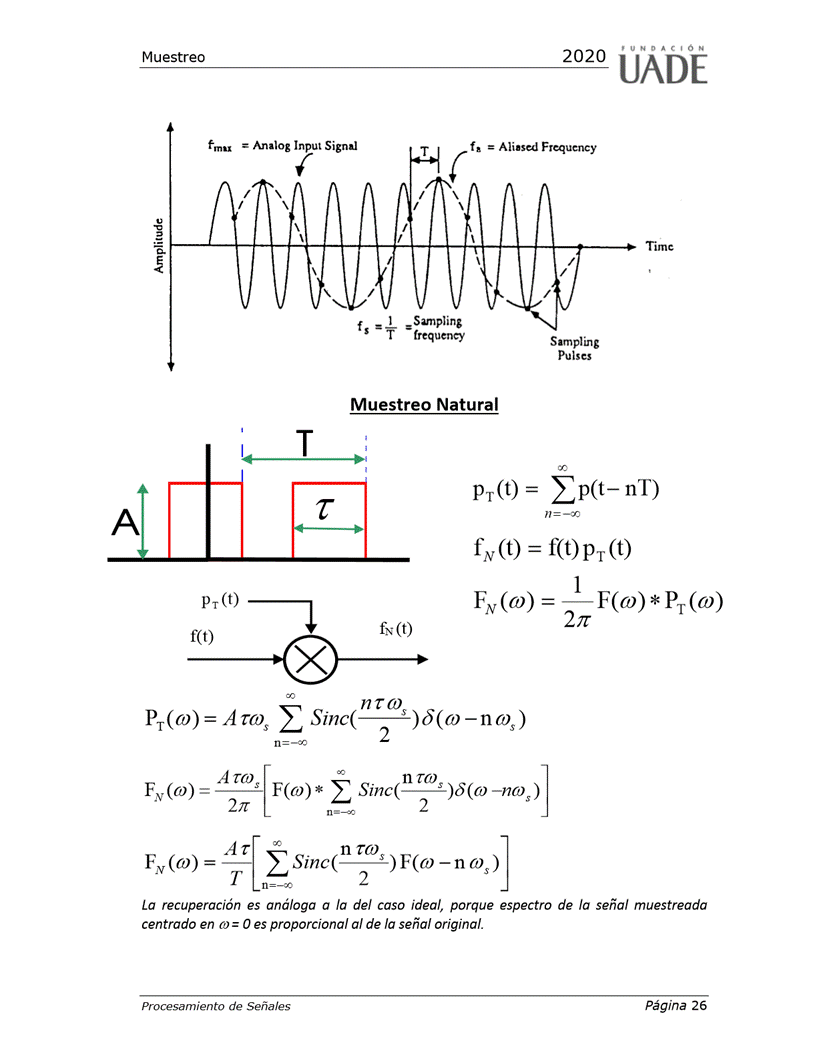 Muestreo 2020 FUNDACIÓN UADE
f_max = Analog Input Signal
T
f_a = Aliased Frequency
Amplitude
Time
f_s = 1/T = Sampling frequency
Sampling
Pulses
Muestreo Natural
T
A
τ
p_T (t) = ∑_{n=−∞}^{∞} p(t− nT)
f_N (t) = f(t) p_T (t)
F_N (ω) = 1/2π F(ω) ∗ P_T (ω)
p_T (t)
f(t)
f_N (t)
P_T (ω) = Aτω_s ∑_{n=−∞}^{∞} Sinc(nτω_s/2)δ(ω − nω_s)
F_N (ω) = Aτω_s/2π [F(ω) ∗ ∑_{n=−∞}^{∞} Sinc(nτω_s/2)δ(ω −nω_s)]
F_N (ω) = Aτ/T [∑_{n=−∞}^{∞} Sinc(nτω_s/2) F(ω − nω_s)]
La recuperación es análoga a la del caso ideal, porque espectro de la señal muestreada
centrado en ω = 0 es proporcional al de la señal original.
Procesamiento de Señales Página 26